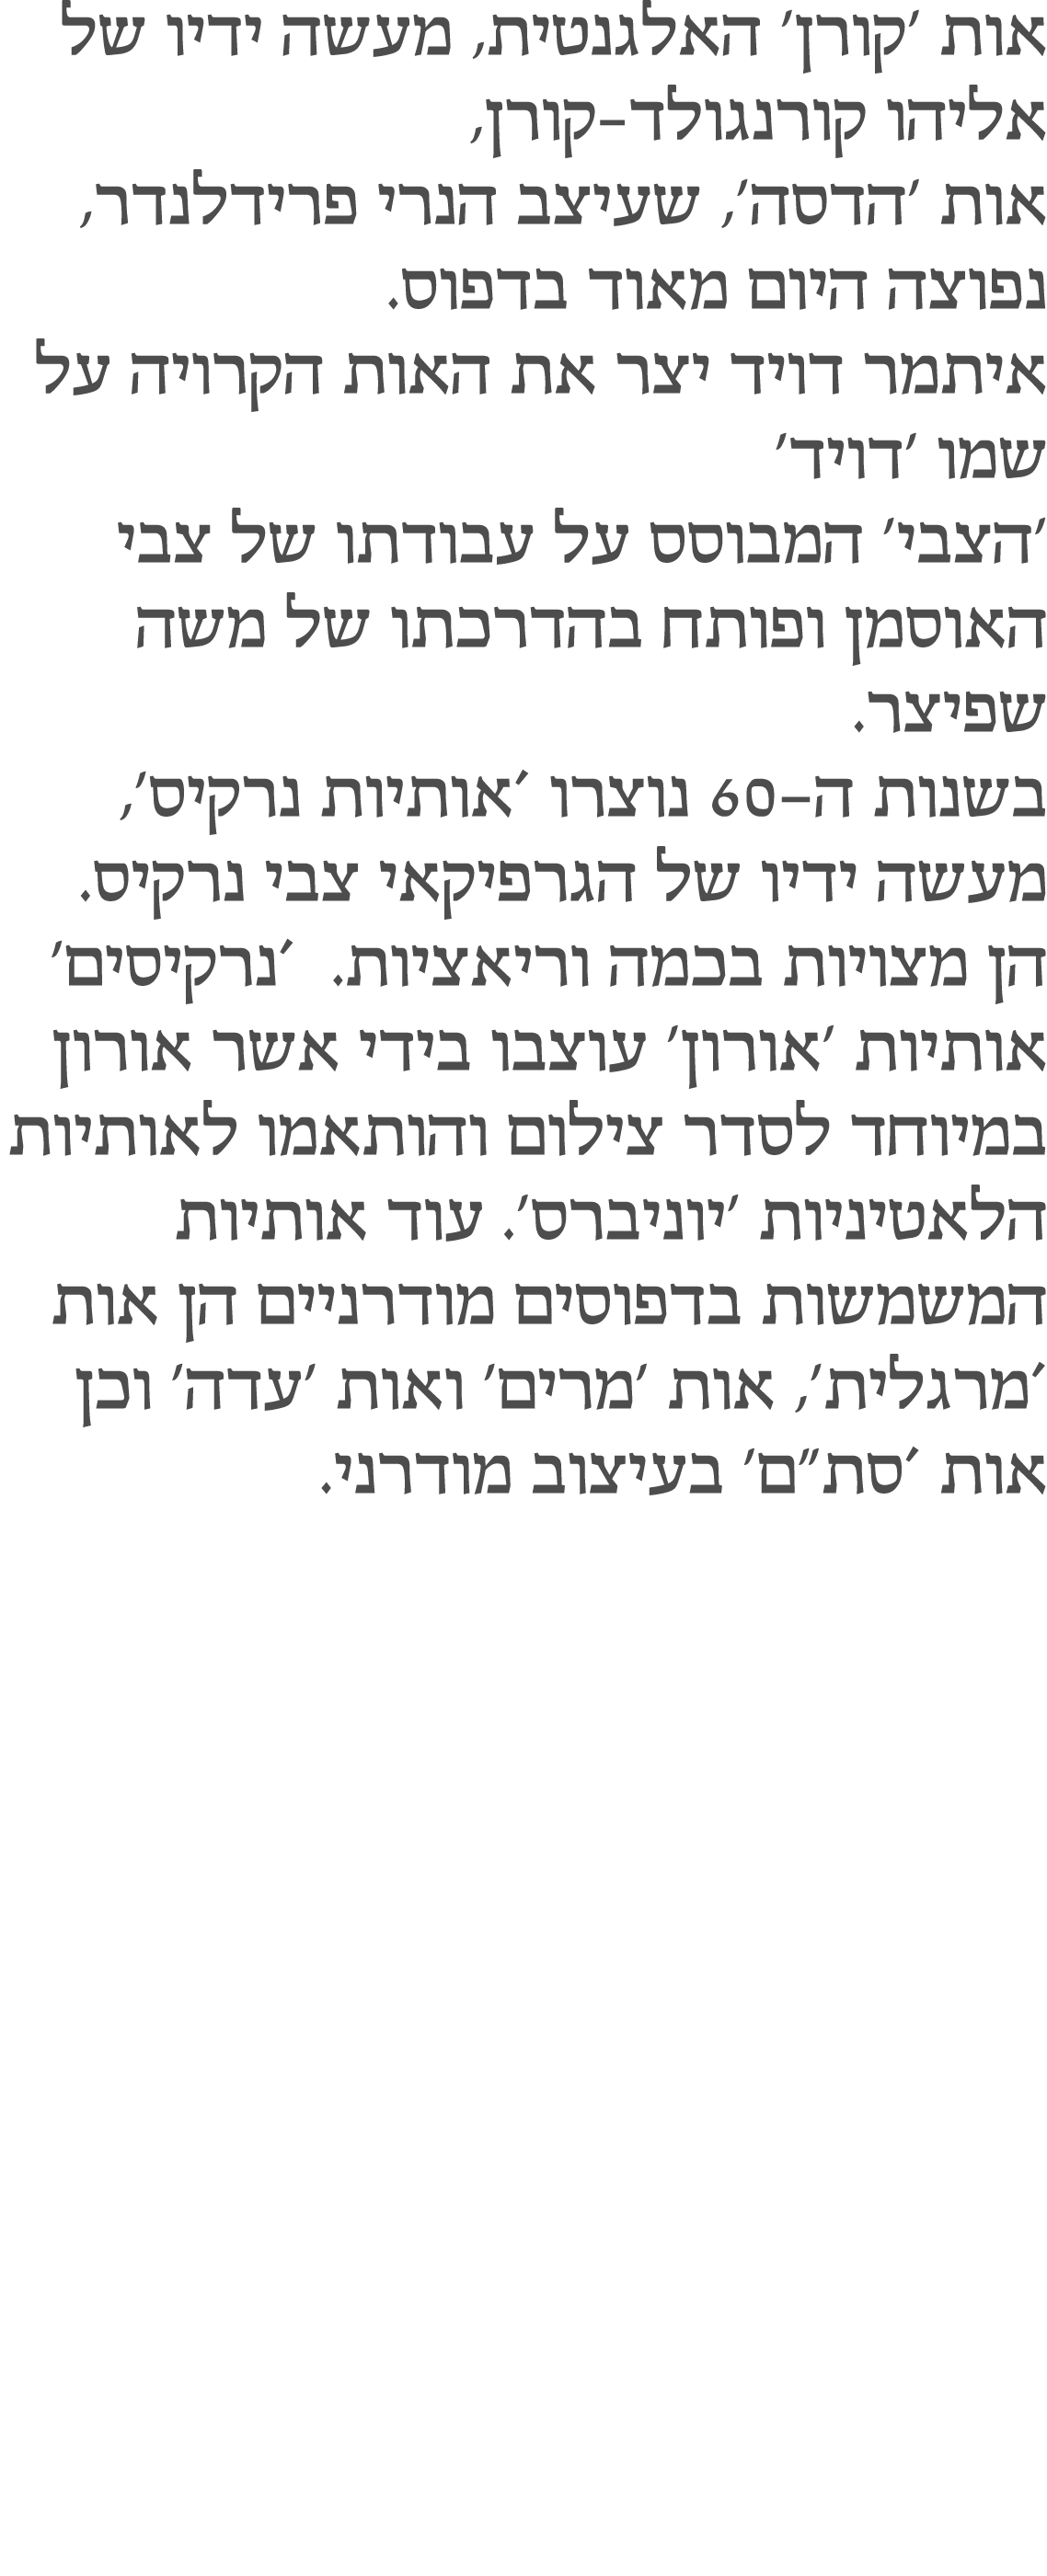 אות ׳קורן׳ האלגנטית, מעשה ידיו של
אליהו קורנגולד–קורן,
אות ׳הדסה׳, שעיצב הנרי פרידלנדר,
נפוצה היום מאוד בדפוס.
איתמר דויד יצר את האות הקרויה על
שמו ׳דויד׳
׳הצבי׳ המבוסס על עבודתו של צבי
האוסמן ופותח בהדרכתו של משה
שפיצר.
בשנות ה–60 נוצרו ׳אותיות נרקיס׳,
מעשה ידיו של הגרפיקאי צבי נרקיס.
הן מצויות בכמה וריאציות.  ׳נרקיסים׳
אותיות ׳אורון׳ עוצבו בידי אשר אורון
במיוחד לסדר צילום והותאמו לאותיות
הלאטיניות ׳יוניברס׳. עוד אותיות
המשמשות בדפוסים מודרניים הן אות
׳מרגלית׳, אות ׳מרים׳ ואות ׳עדה׳ וכן
אות ׳סת״ם׳ בעיצוב מודרני.